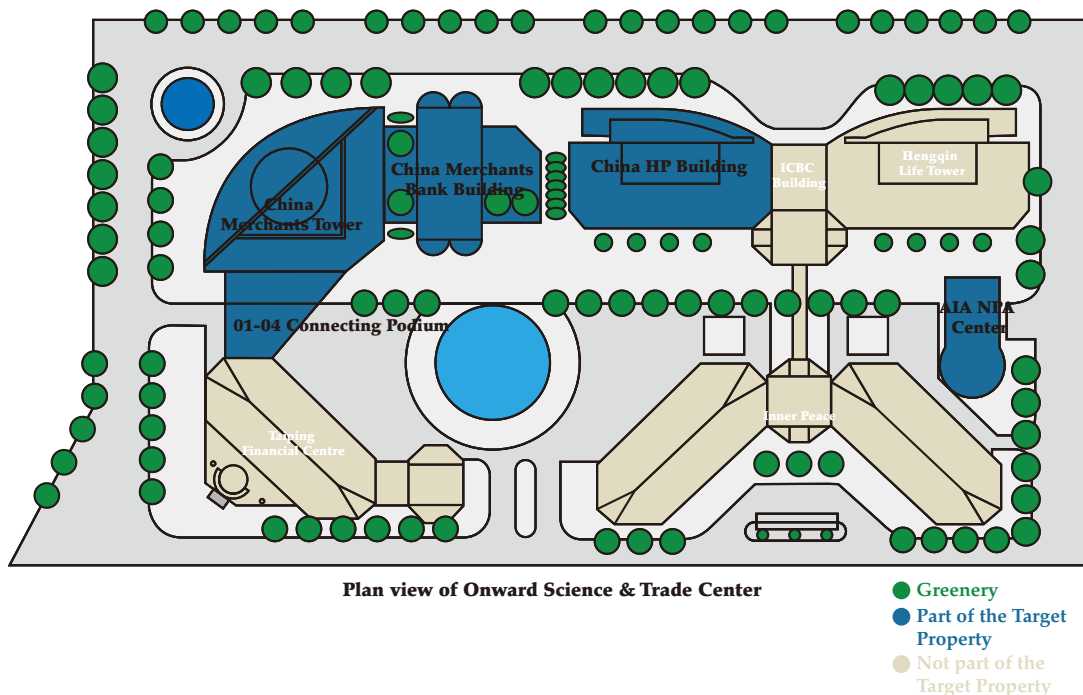 China Merchants
Bank Building
China HP Building
ICBC
Building
Hengqin
Life Tower
China
Merchants Tower
01-04 Connecting Podium
AIA NPA
Center
Taiping
Financial Centre
Inner Peace
Plan view of Onward Science & Trade Center
Greenery
Part of the Target
Property
Not part of the
Target Property